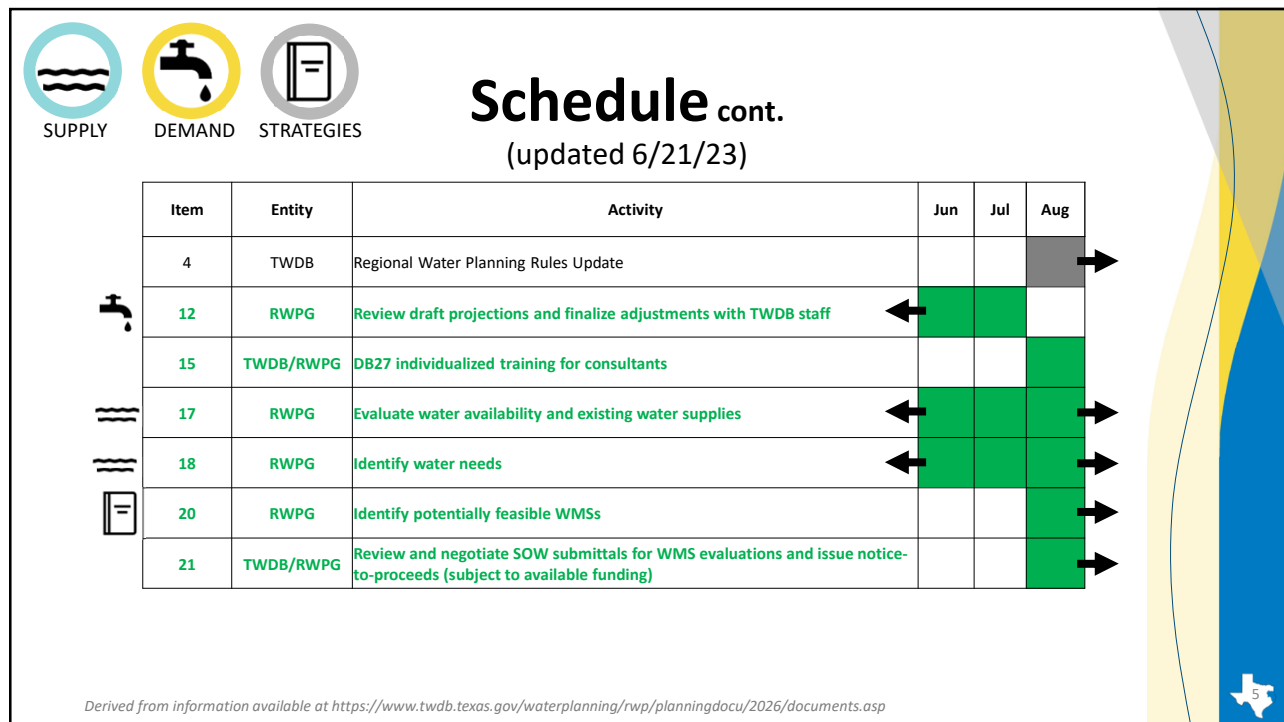 SUPPLY DEMAND STRATEGIES
Schedule cont.
(updated 6/21/23)
Item Entity Activity Jun Jul Aug
4 TWDB Regional Water Planning Rules Update
12 RWPG Review draft projections and finalize adjustments with TWDB staff
15 TWDB/RWPG DB27 individualized training for consultants
17 RWPG Evaluate water availability and existing water supplies
18 RWPG Identify water needs
20 RWPG Identify potentially feasible WMSs
21 TWDB/RWPG Review and negotiate SOW submittals for WMS evaluations and issue notice-
to-proceeds (subject to available funding)
Derived from information available at https://www.twdb.texas.gov/waterplanning/rwp/planningdocu/2026/documents.asp
5